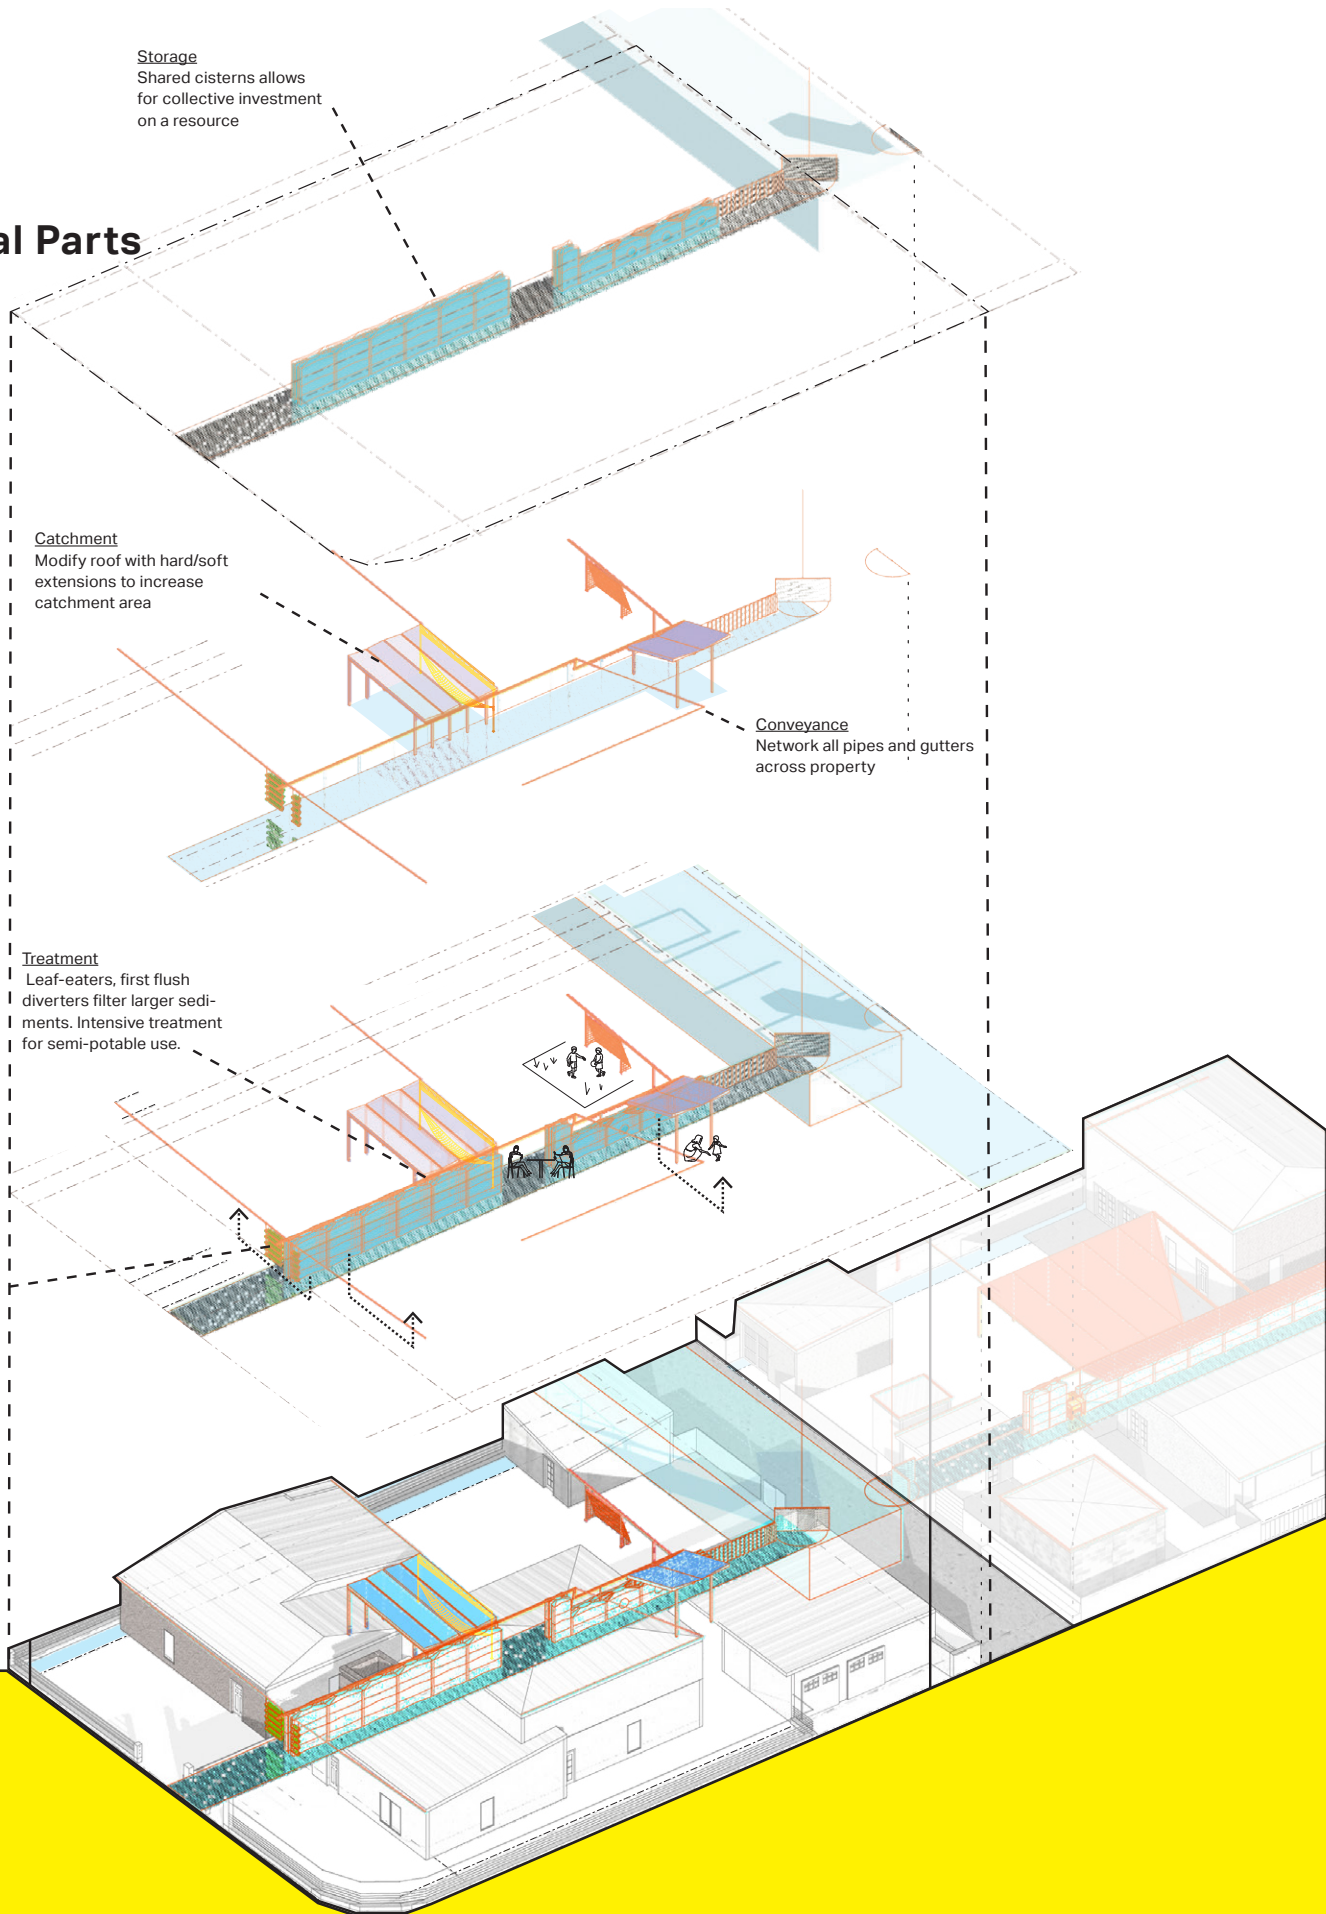 Storage
Shared cisterns allows
for collective investment
on a resource
al Parts
Catchment
Modify roof with hard/soft
extensions to increase
catchment area
Conveyance
Network all pipes and gutters
across property
Treatment
Leaf-eaters, first flush
diverters filter larger sedi-
ments. Intensive treatment
for semi-potable use.